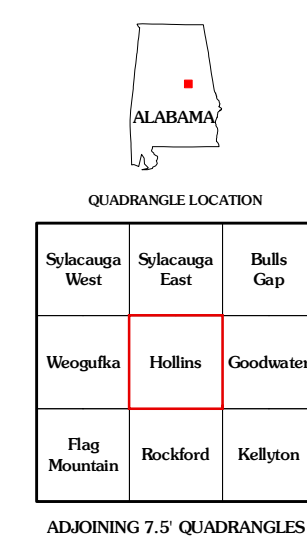 ALABAMA
QUADRANGLE LOCATION
Sylacauga
West
Sylacauga
East
Bulls
Gap
Weogufka
Hollins
Goodwater
Flag
Mountain
Rockford
Kellyton
ADJOINING 7.5' QUADRANGLES